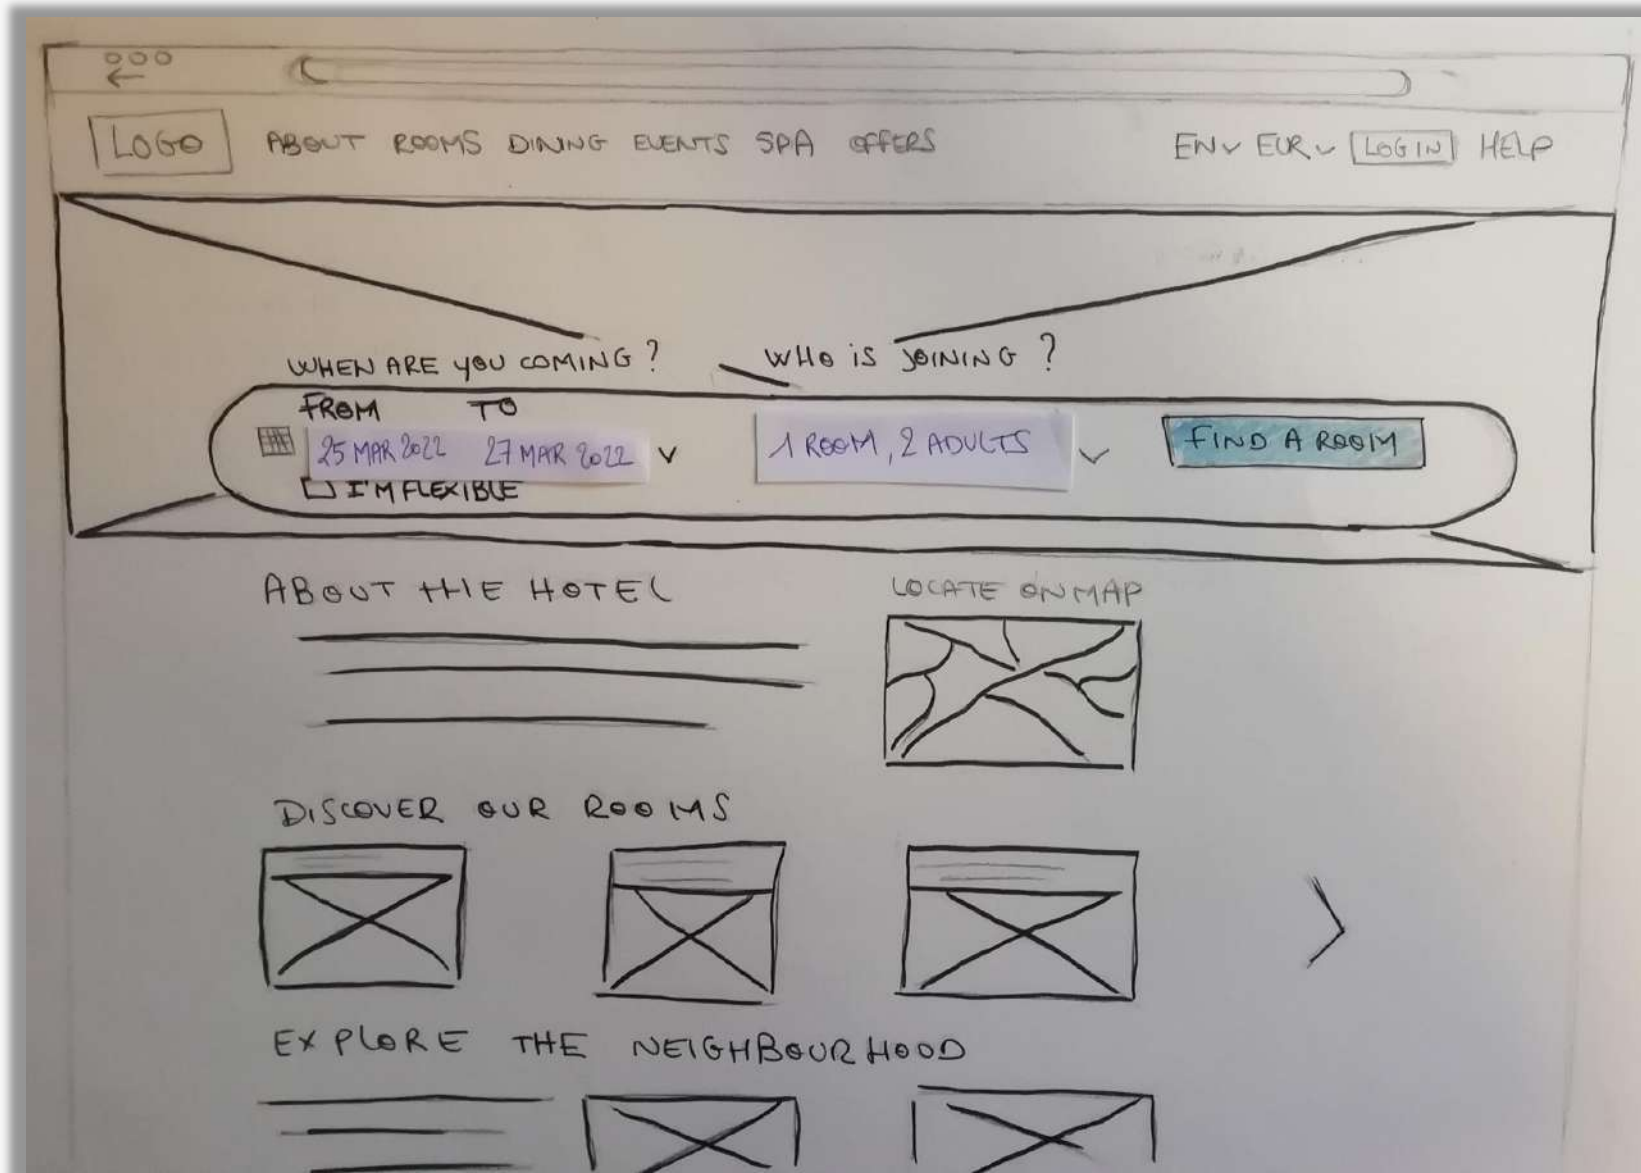 LOGO ABOUT ROOMS DINING EVENTS SPA OFFERS EN EUR LOGIN HELP
WHEN ARE YOU COMING? WHO IS JOINING?
FROM TO
25 MAR 2022 27 MAR 2022 1 ROOM, 2 ADULTS FIND A ROOM
I'M FLEXIBLE
ABOUT THE HOTEL LOCATE ON MAP
DISCOVER OUR ROOMS
EXPLORE THE NEIGHBOURHOOD